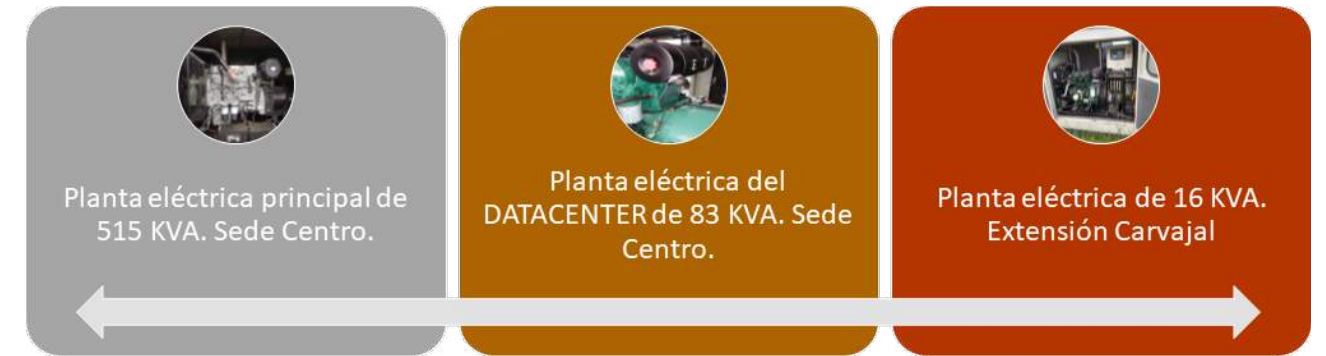 Planta eléctrica principal de
515 KVA. Sede Centro.
Planta eléctrica del
DATACENTER de 83 KVA. Sede
Centro.
Planta eléctrica de 16 KVA.
Extensión Carvajal